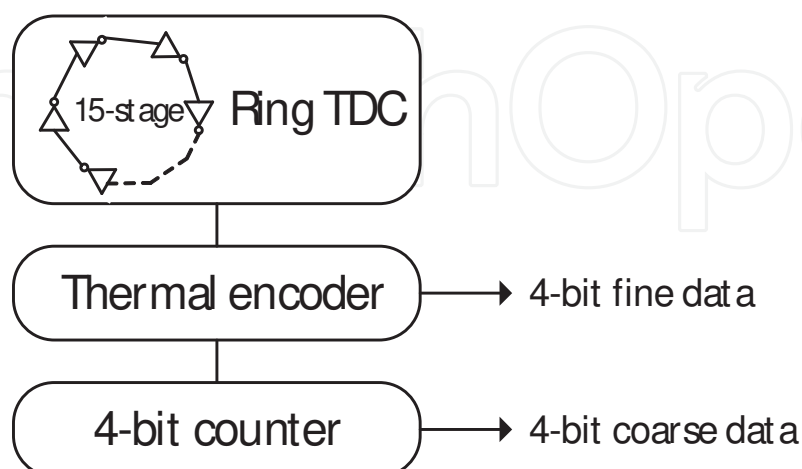 15-stage
Ring TDC
Thermal encoder
4-bit fine data
4-bit counter
4-bit coarse data